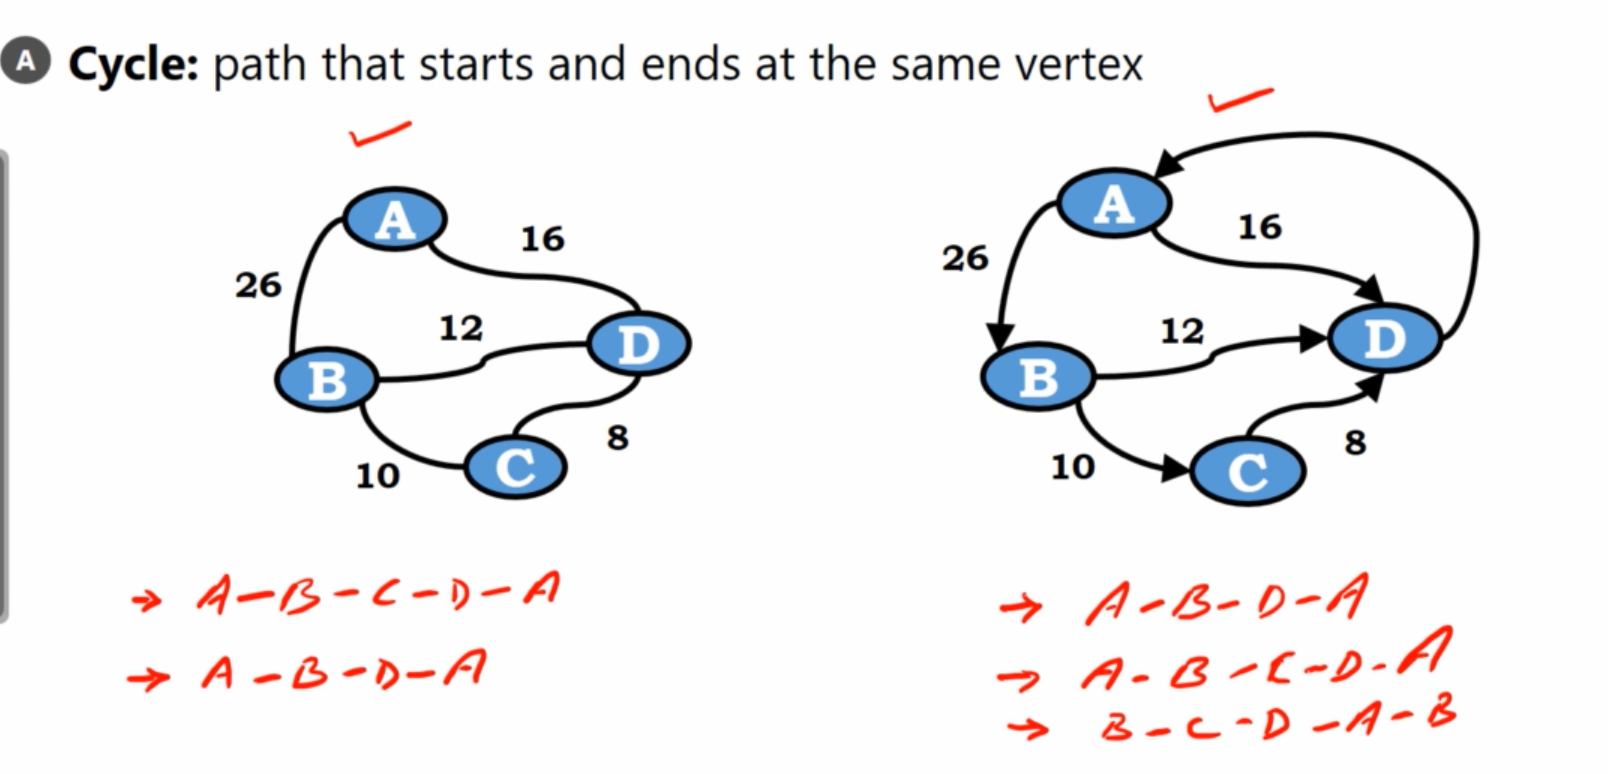 A Cycle: path that starts and ends at the same vertex
A
16
26
12
D
B
8
10
C
A
16
26
12
D
B
8
10
C
→ A-B-C-D-A
→ A-B-D-A
→ A-B-D-A
→ A-B-C-D-A
→ B-C-D-A-B